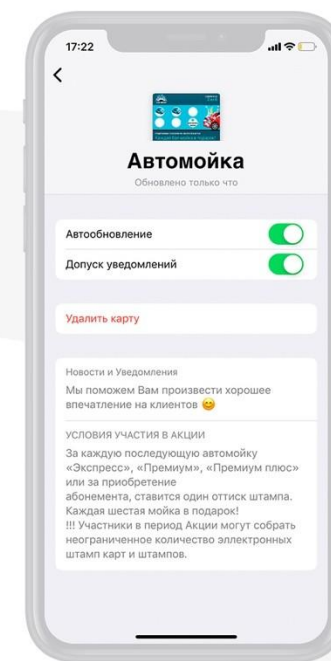 17:22
Автомойка
Обновлено только что
Автообновление
Допуск уведомлений
Удалить карту
Новости и Уведомления
Мы поможем Вам произвести хорошее
впечатление на клиентов 😄
УСЛОВИЯ УЧАСТИЯ В АКЦИИ
За каждую последующую автомойку
«Экспресс», «Премиум», «Премиум плюс»
или за приобретение
абонемента, ставится один оттиск штампа.
Каждая шестая мойка в подарок!
!!! Участники в период Акции могут собрать
неограниченное количество эллектронных
штамп карт и штампов.